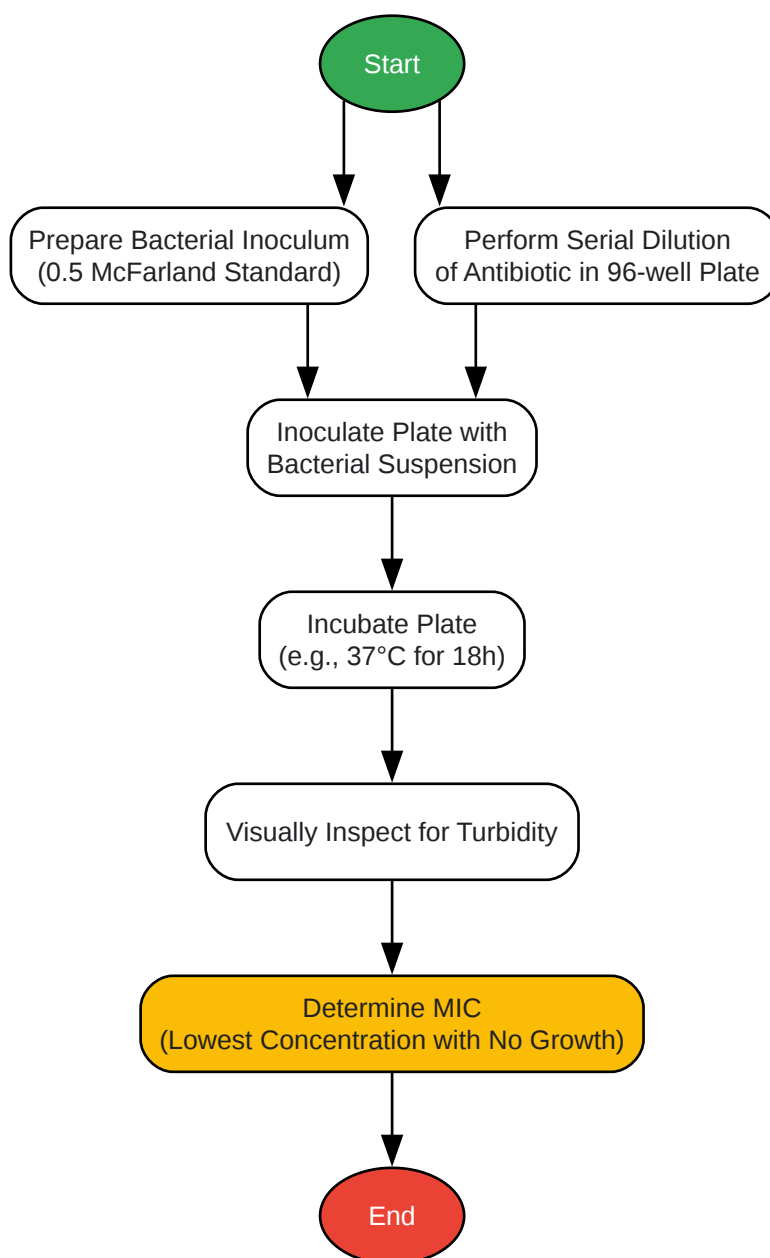 Start
Prepare Bacterial Inoculum
(0.5 McFarland Standard)
Perform Serial Dilution
of Antibiotic in 96-well Plate
Inoculate Plate with
Bacterial Suspension
Incubate Plate
(e.g., 37°C for 18h)
Visually Inspect for Turbidity
Determine MIC
(Lowest Concentration with No Growth)
End